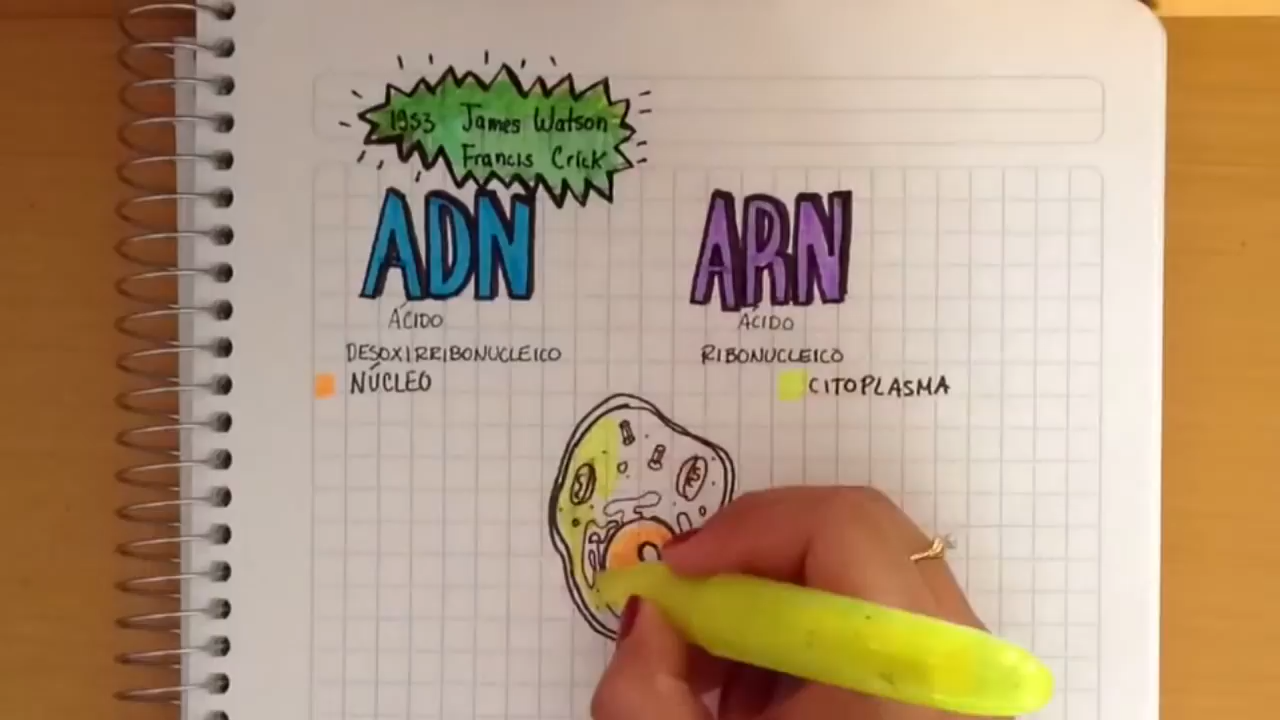 1953 James Watson
Francis Crick
ADN
ÁCIDO
DESOXIRRIBONUCLEICO
NÚCLEO
ARN
ÁCIDO
RIBONUCLEICO
CITOPLASMA